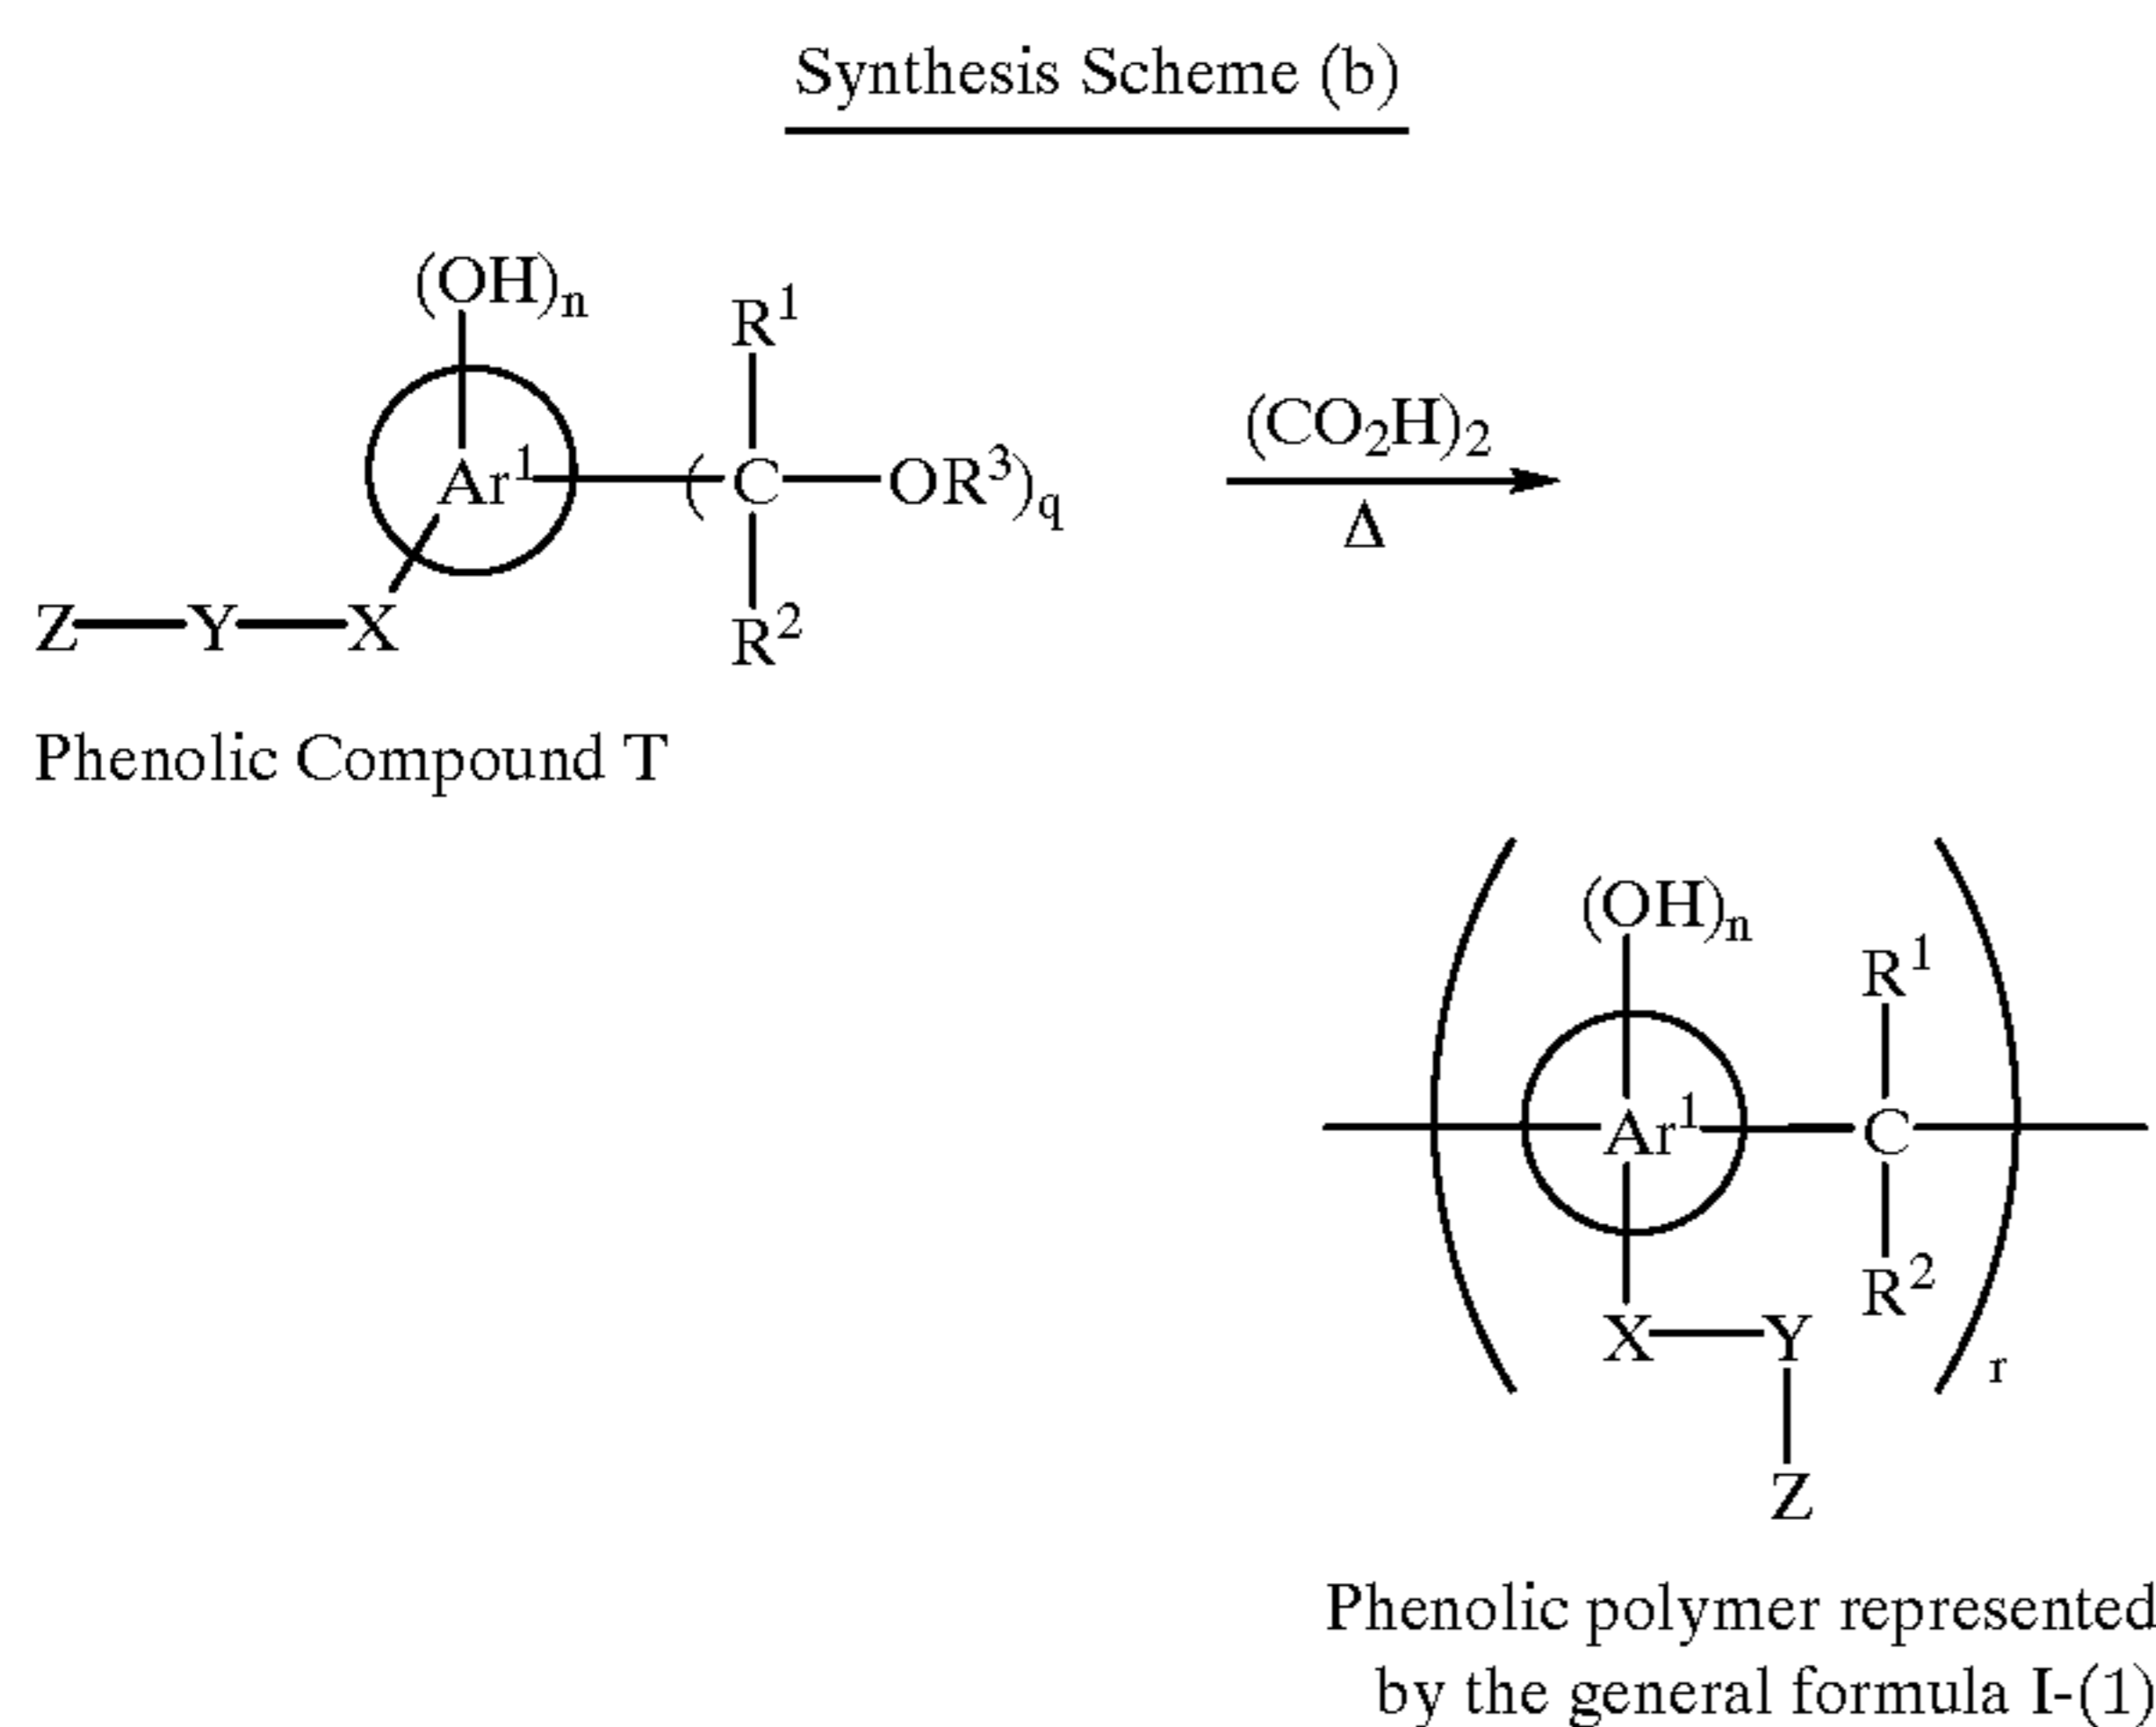 Synthesis Scheme (b)
(OH)n
R1
Ar1 ( C OR3)q
R2
Z Y X
(CO2H)2
Δ
Phenolic Compound T
(OH)n
R1
Ar1 C
R2
X Y
r
Z
Phenolic polymer represented
by the general formula I-(1)